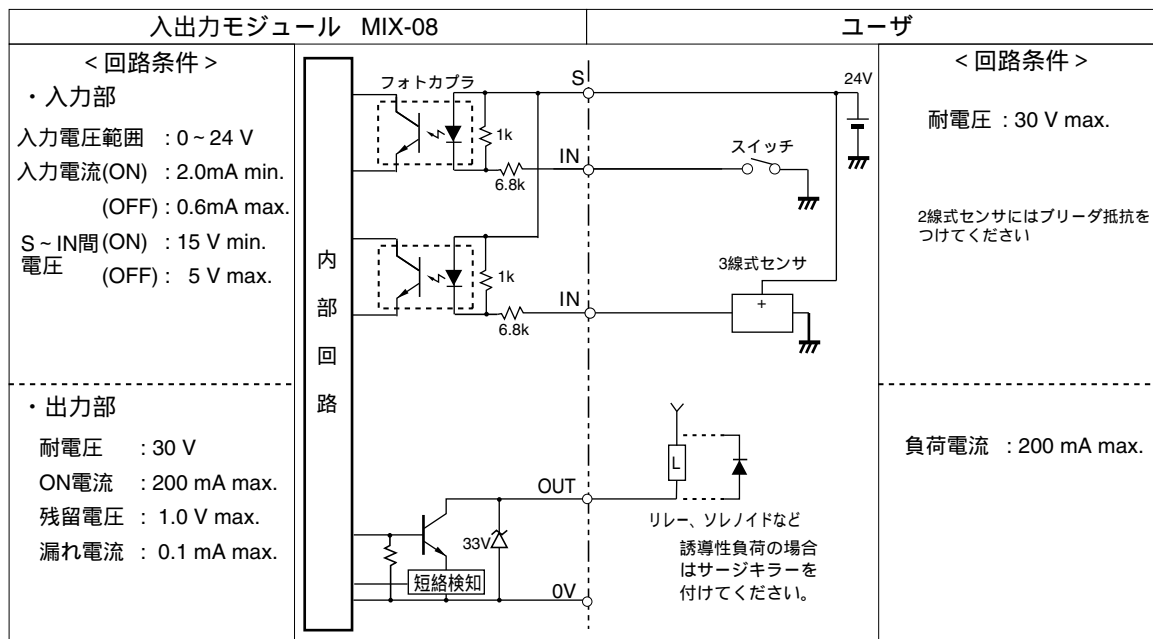 入出力モジュール MIX-08
ユーザ
＜回路条件＞
・入力部
入力電圧範囲 : 0~24 V
入力電流(ON) : 2.0mA min.
(OFF) : 0.6mA max.
S~IN間(ON) : 15 V min.
電圧
(OFF) : 5 V max.
・出力部
耐電圧 : 30 V
ON電流 : 200 mA max.
残留電圧 : 1.0 V max.
漏れ電流 : 0.1 mA max.
内部回路
フォトカプラ
S
1k
IN
6.8k
1k
IN
6.8k
OUT
33V
短絡検知
0V
24V
スイッチ
3線式センサ
+
L
リレー、ソレノイドなど
誘導性負荷の場合
はサージキラーを
付けてください。
＜回路条件＞
耐電圧 : 30 V max.
2線式センサにはブリーダ抵抗を
つけてください
負荷電流 : 200 mA max.